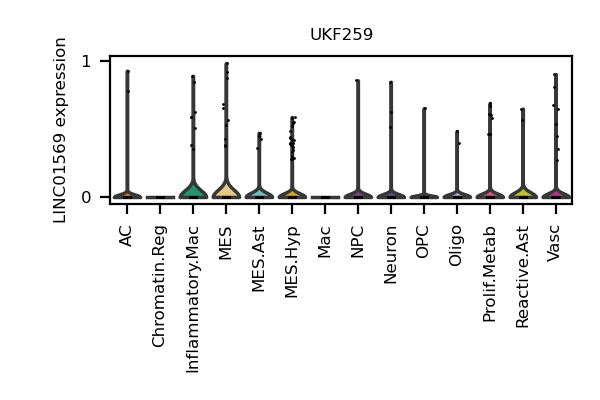 UKF259
LINC01569 expression
1
0
AC
Chromatin.Reg
Inflammatory.Mac
MES
MES.Ast
MES.Hyp
Mac
NPC
Neuron
OPC
Oligo
Prolif.Metab
Reactive.Ast
Vasc